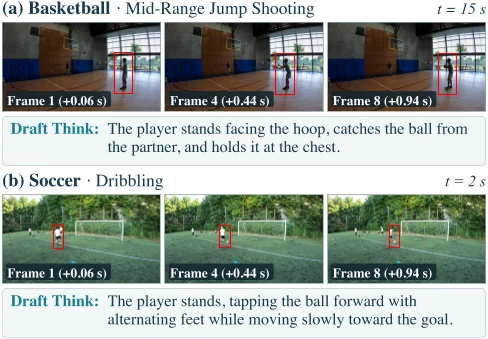 (a) Basketball · Mid-Range Jump Shooting t = 15 s
Frame 1 (+0.06 s) Frame 4 (+0.44 s) Frame 8 (+0.94 s)
Draft Think: The player stands facing the hoop, catches the ball from
the partner, and holds it at the chest.
(b) Soccer · Dribbling t = 2 s
Frame 1 (+0.06 s) Frame 4 (+0.44 s) Frame 8 (+0.94 s)
Draft Think: The player stands, tapping the ball forward with
alternating feet while moving slowly toward the goal.